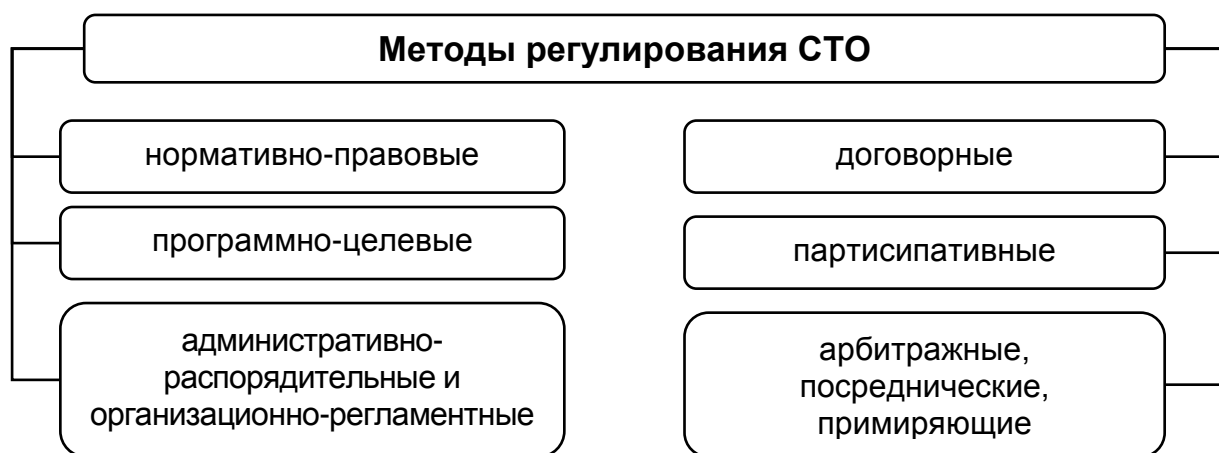 Методы регулирования СТО
нормативно-правовые
договорные
программно-целевые
партисипативные
административно-
распорядительные и
организационно-регламентные
арбитражные,
посреднические,
примиряющие